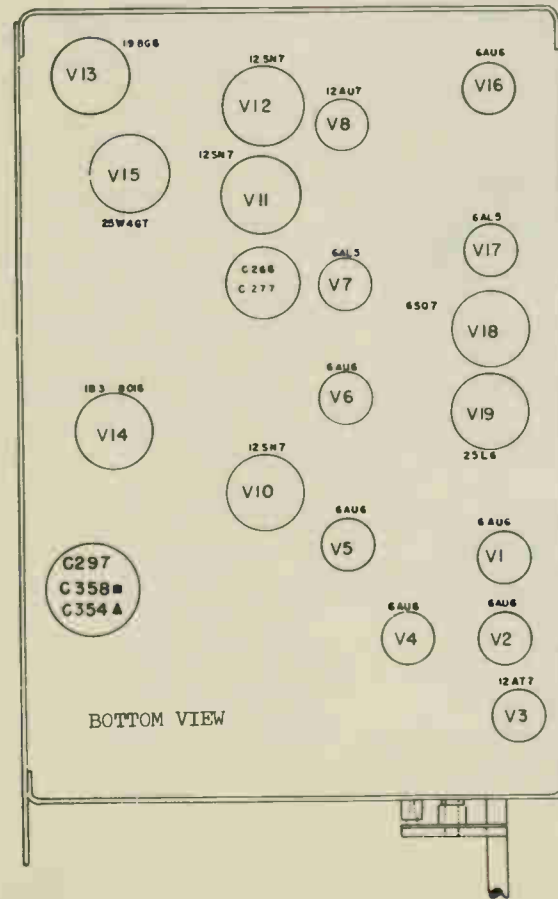 19BG6
V13
12SN7
V12
12AU7
V8
6AU6
V16
V15
25W4GT
12SN7
V11
6AL5
V17
C266
C277
6AL5
V7
6SQ7
V18
6AU6
V6
V19
25L6
1B3 8016
V14
12SN7
V10
6AU6
V5
6AU6
V1
C297
C358■
C354▲
6AU6
V4
6AU6
V2
12AT7
V3
BOTTOM VIEW